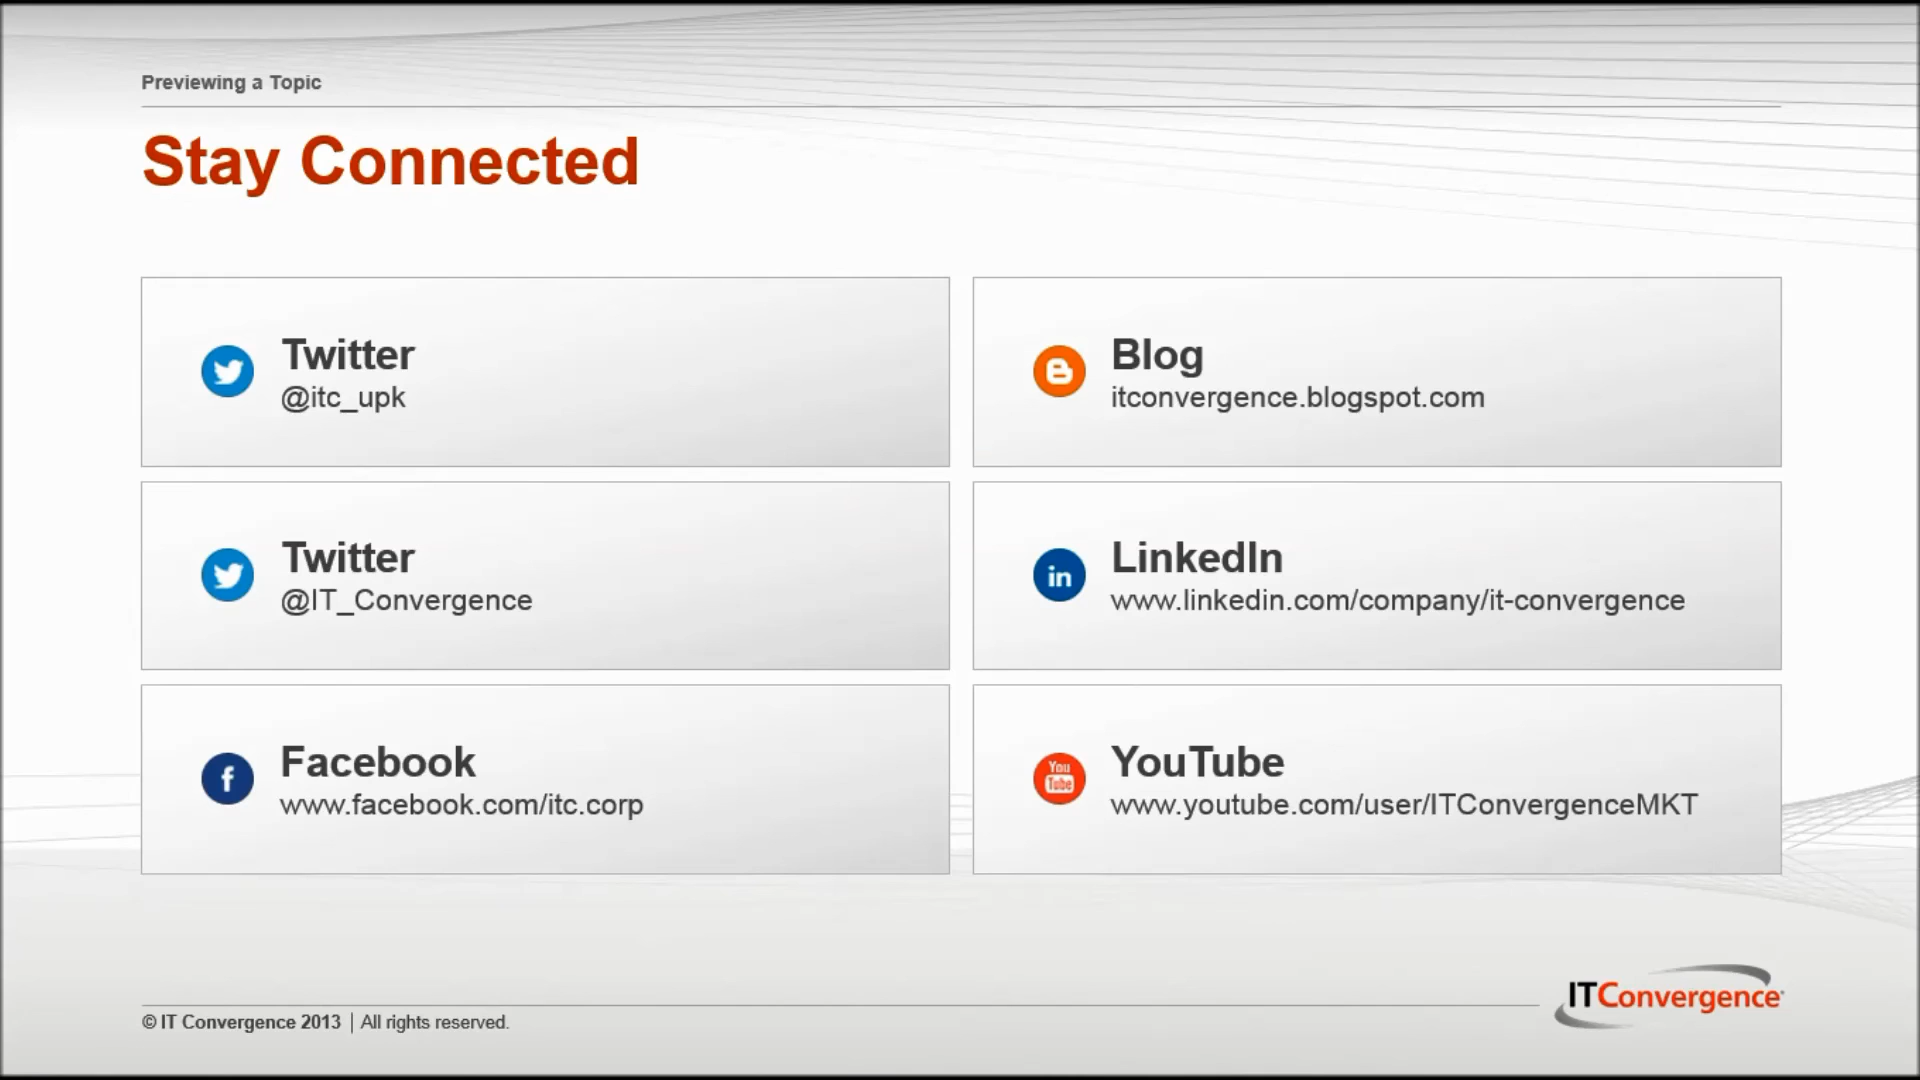 Previewing a Topic
Stay Connected
Twitter
@itc_upk
Blog
itconvergence.blogspot.com
Twitter
@IT_Convergence
LinkedIn
www.linkedin.com/company/it-convergence
Facebook
www.facebook.com/itc.corp
You
Tube
YouTube
www.youtube.com/user/ITConvergenceMKT
© IT Convergence 2013 | All rights reserved.
ITConvergence